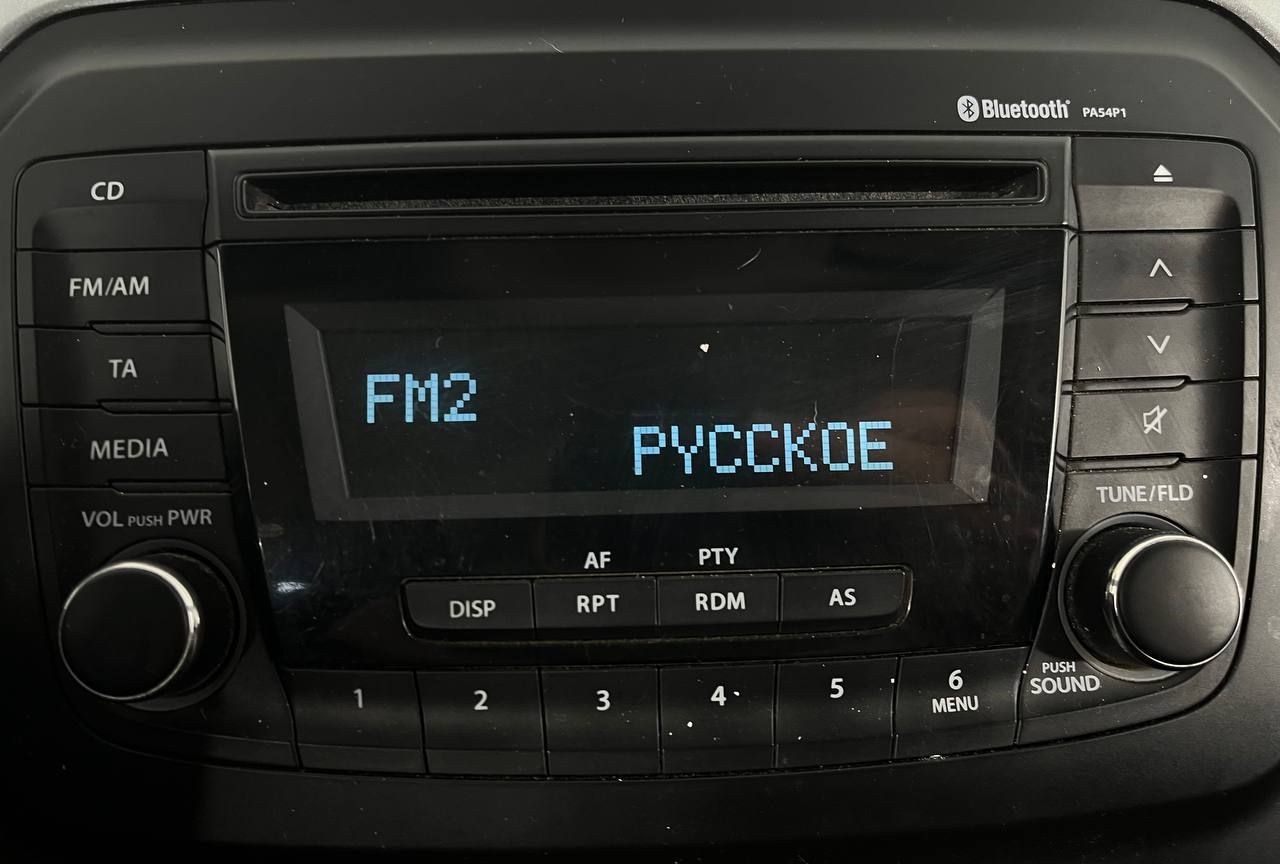 Bluetooth® PA54P1
CD
FM/AM
TA
MEDIA
VOL PUSH PWR
FM2
РУССКОЕ
TUNE/FLD
AF PTY
DISP RPT RDM AS
1 2 3 4 5 6
MENU
PUSH
SOUND